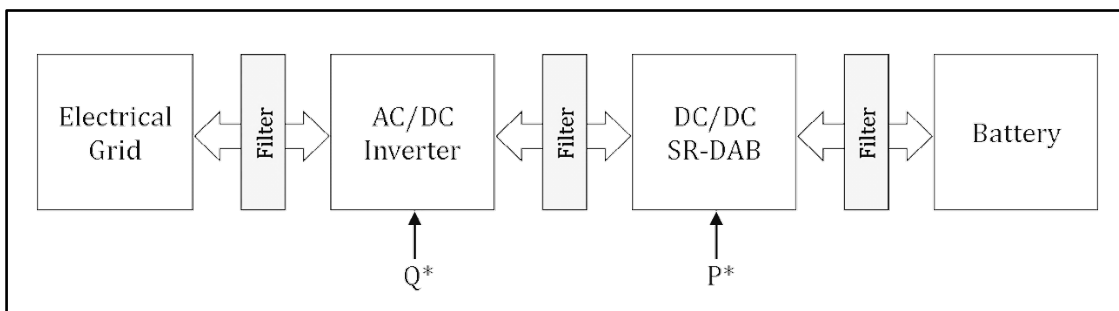 Electrical
Grid
Filter
AC/DC
Inverter
Filter
DC/DC
SR-DAB
Filter
Battery
Q*
P*